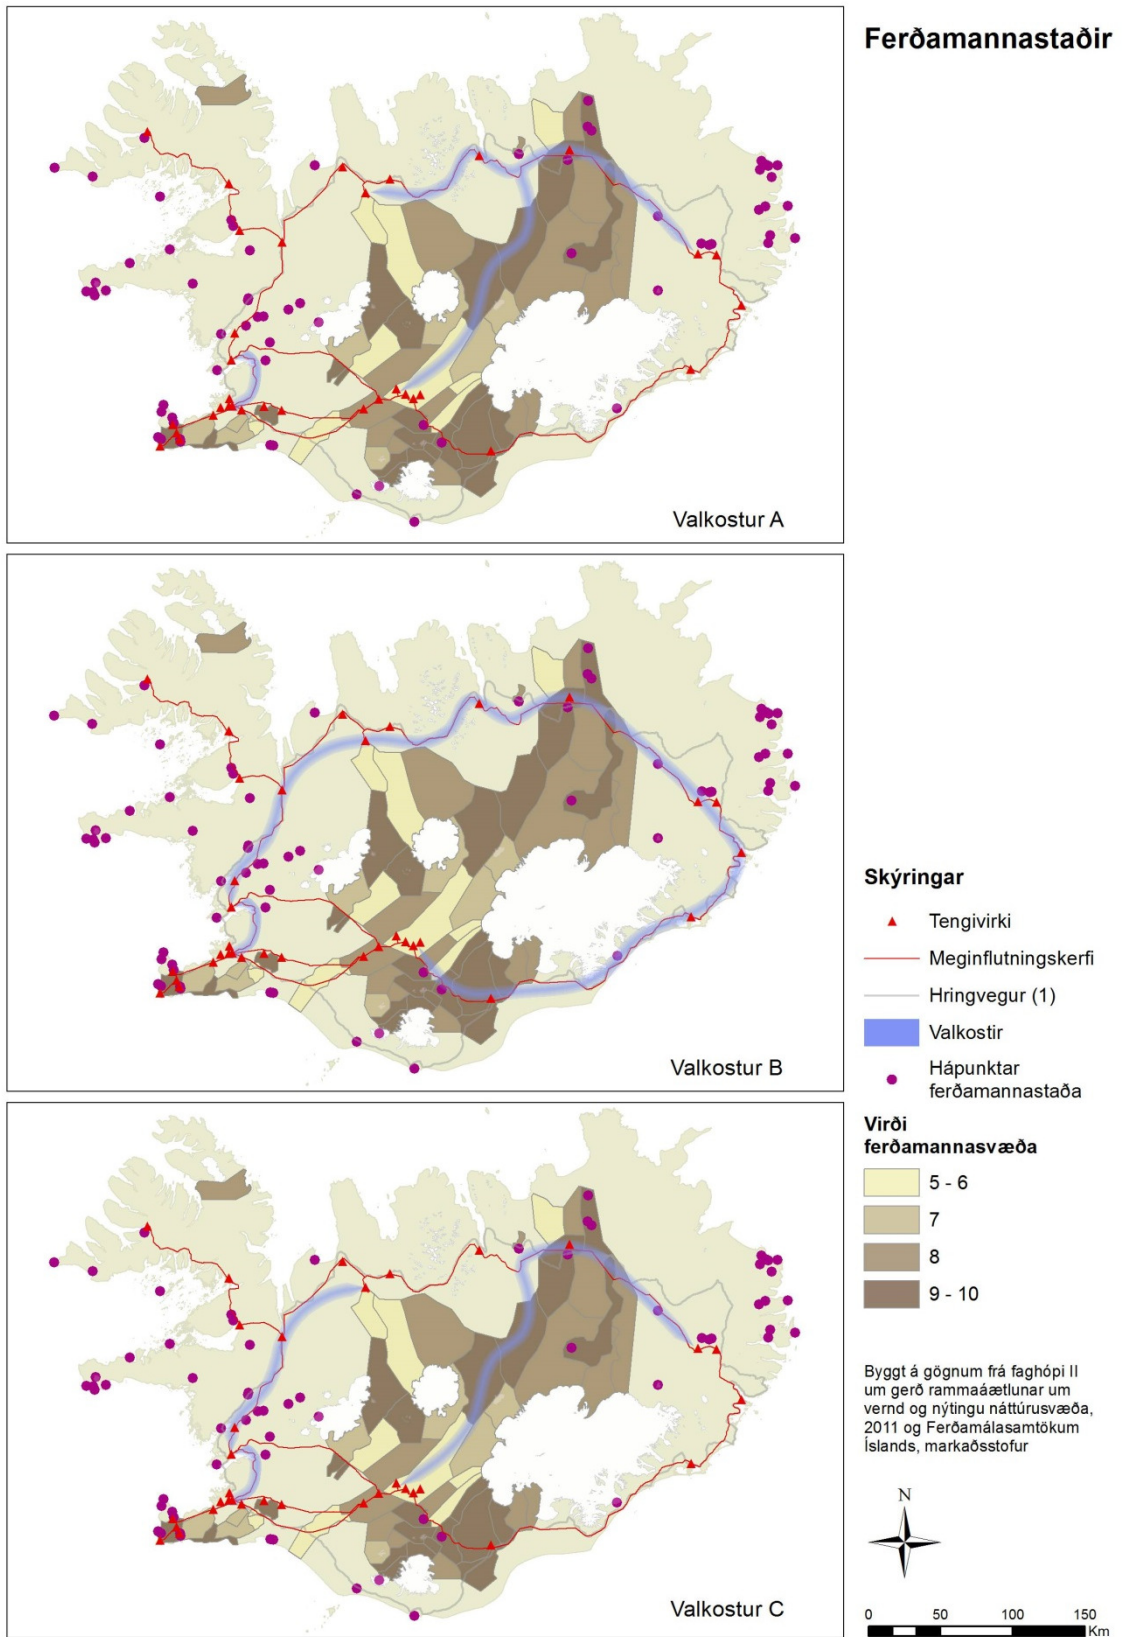 Ferðamannastaðir
Valkostur A
Valkostur B
Valkostur C
Skýringar
Tengivirki
Meginflutningskerfi
Hringvegur (1)
Valkostir
Hápunktar
ferðamannastaða
Virði
ferðamannasvæða
5 - 6
7
8
9 - 10
Byggt á gögnum frá faghópi II
um gerð rammaáætlunar um
vernd og nýtingu náttúrusvæða,
2011 og Ferðamálasamtökum
Íslands, markaðsstofur
N
0 50 100 150
Km